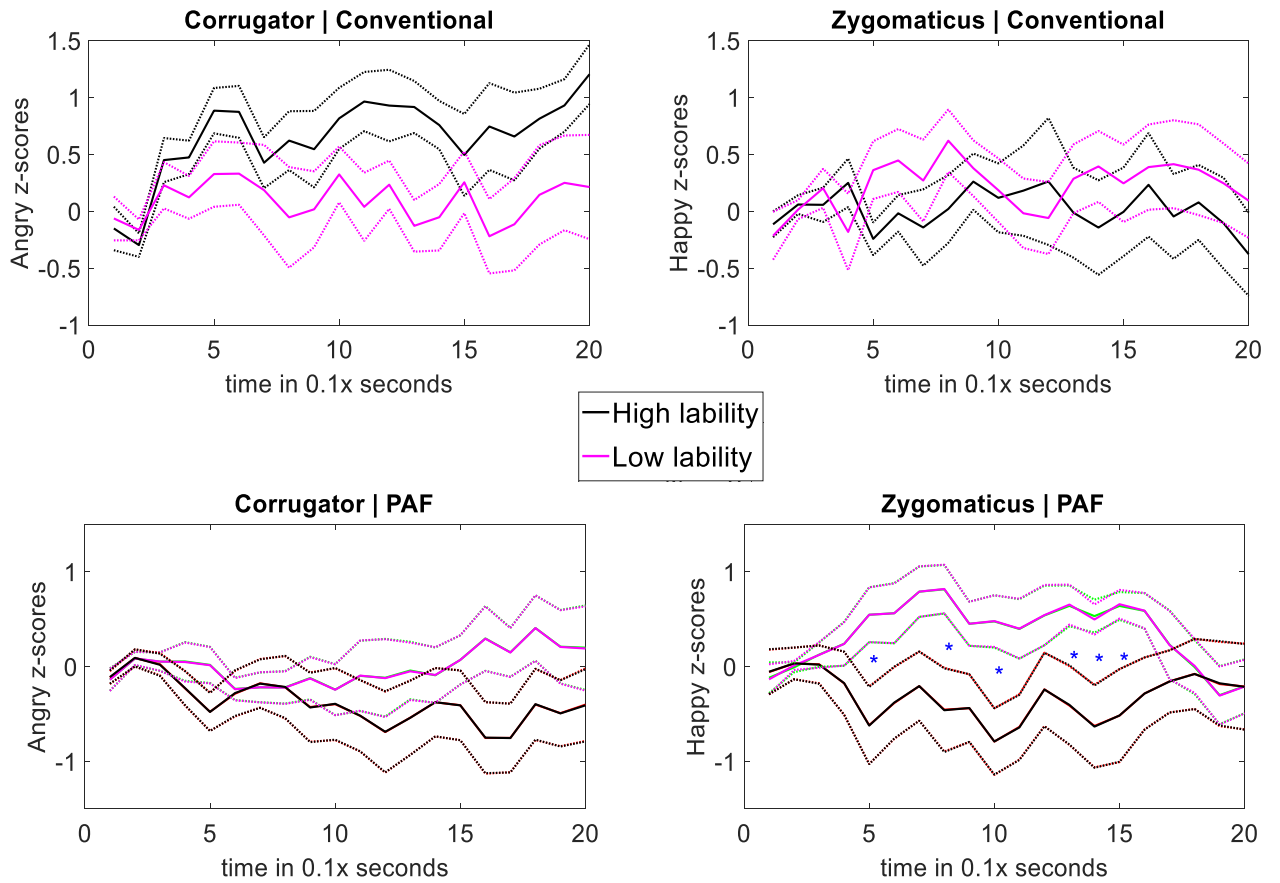 Corrugator | Conventional
1.5
1
0.5
0
-0.5
-1
Angry z-scores
0 5 10 15 20
time in 0.1x seconds
Zygomaticus | Conventional
1.5
1
0.5
0
-0.5
-1
Happy z-scores
0 5 10 15 20
time in 0.1x seconds
High lability
Low lability
Corrugator | PAF
1
0
-1
Angry z-scores
0 5 10 15 20
time in 0.1x seconds
Zygomaticus | PAF
1
0
-1
Happy z-scores
* * * * * *
0 5 10 15 20
time in 0.1x seconds